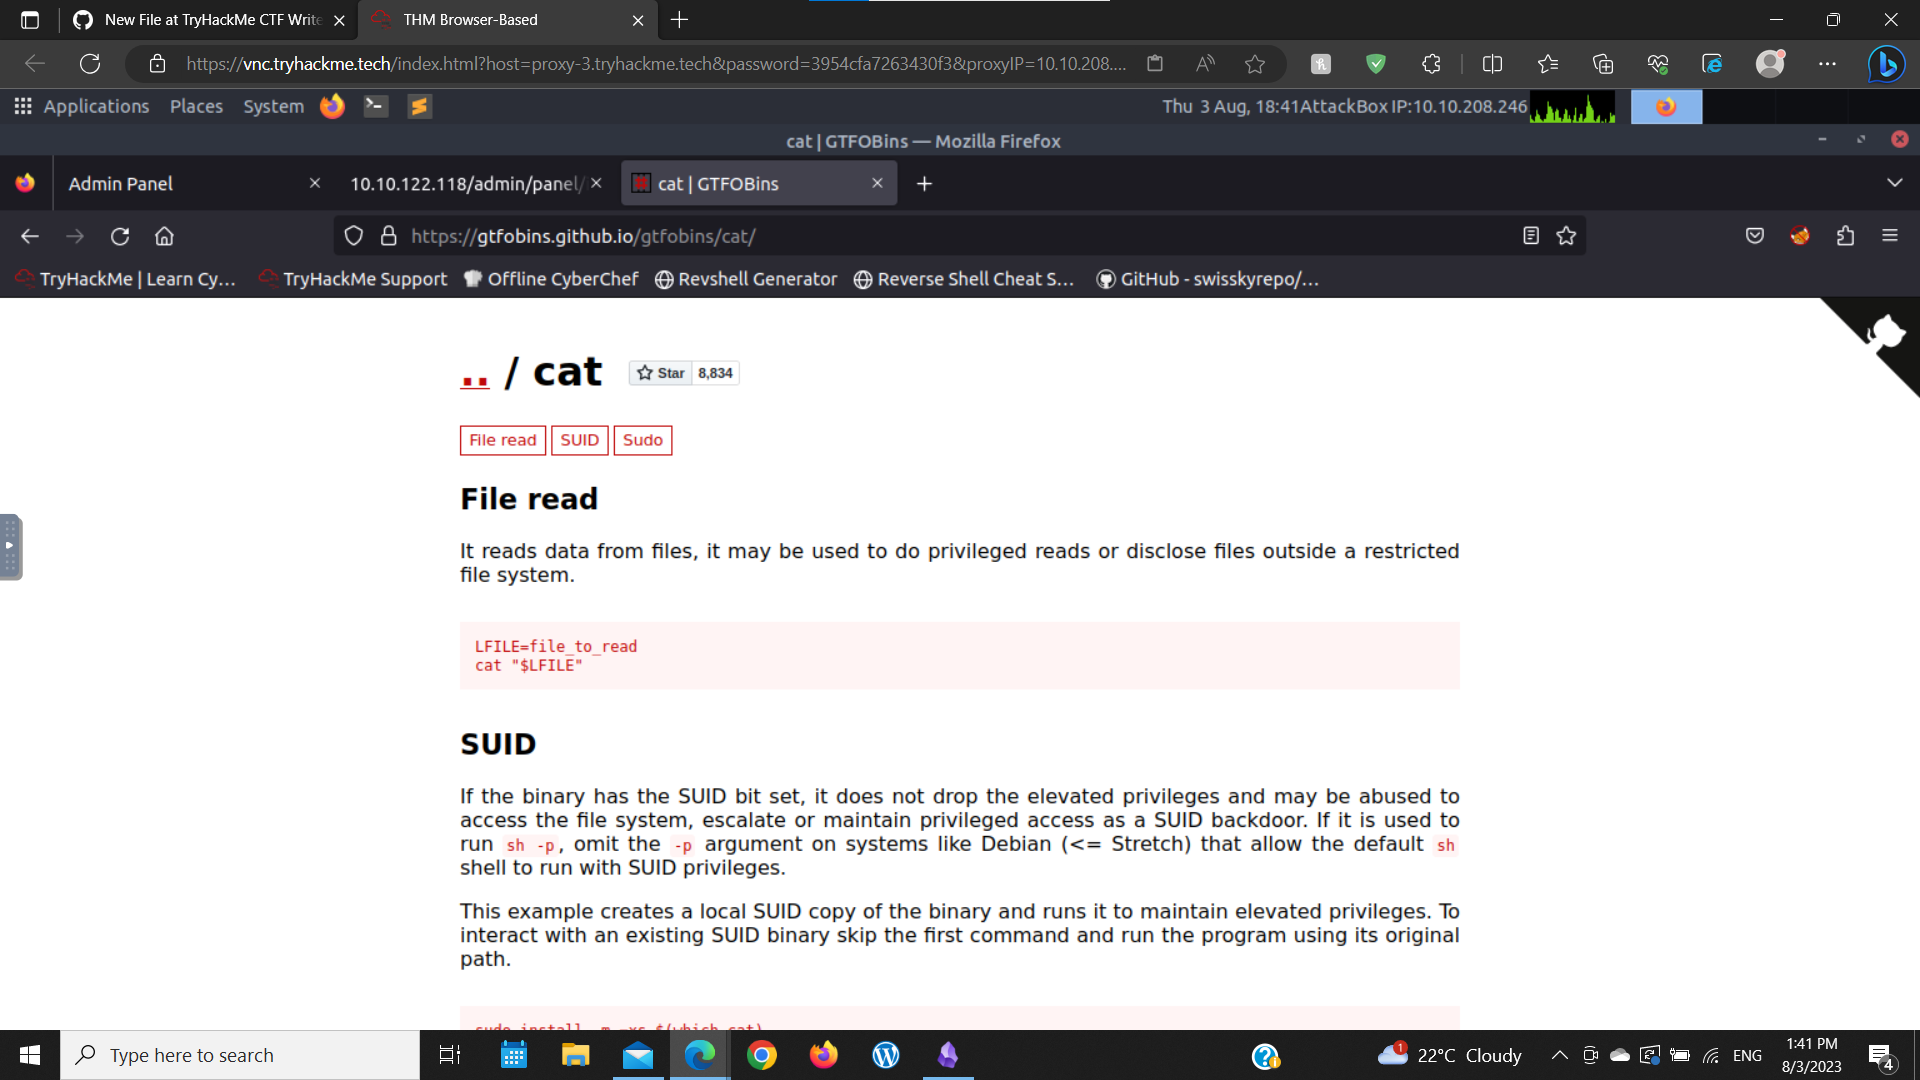 New File at TryHackMe CTF Write
THM Browser-Based
https://vnc.tryhackme.tech/index.html?host=proxy-3.tryhackme.tech&password=3954cfa7263430f3&proxyIP=10.10.208....
Applications Places System
Thu 3 Aug, 18:41 AttackBox IP:10.10.208.246
cat | GTFOBins — Mozilla Firefox
Admin Panel
10.10.122.118/admin/panel/
cat | GTFOBins
https://gtfobins.github.io/gtfobins/cat/
TryHackMe | Learn Cy...
TryHackMe Support
Offline CyberChef
Revshell Generator
Reverse Shell Cheat S...
GitHub - swisskyrepo/...
.. / cat
Star 8,834
File read SUID Sudo
File read
It reads data from files, it may be used to do privileged reads or disclose files outside a restricted
file system.
LFILE=file_to_read
cat "$LFILE"
SUID
If the binary has the SUID bit set, it does not drop the elevated privileges and may be abused to
access the file system, escalate or maintain privileged access as a SUID backdoor. If it is used to
run sh -p, omit the -p argument on systems like Debian (<= Stretch) that allow the default sh
shell to run with SUID privileges.
This example creates a local SUID copy of the binary and runs it to maintain elevated privileges. To
interact with an existing SUID binary skip the first command and run the program using its original
path.
sudo install -m =xs $(which cat) .
Type here to search
1
22°C Cloudy
ENG
1:41 PM
8/3/2023
4